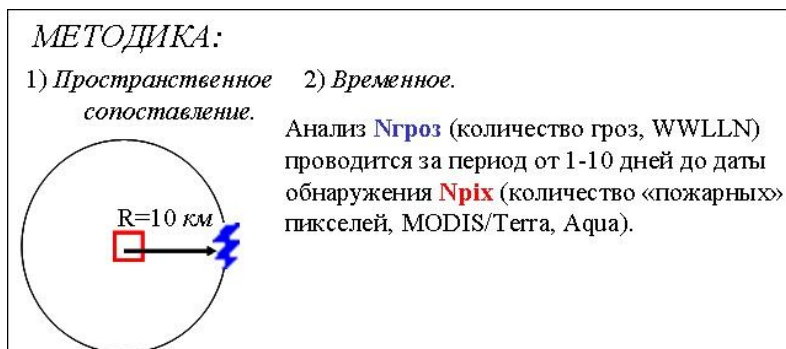 МЕТОДИКА:
1) Пространственное сопоставление.
2) Временное.
Анализ Nгроз (количество гроз, WWLLN)
проводится за период от 1-10 дней до даты
обнаружения Npix (количество «пожарных»
пикселей, MODIS/Terra, Aqua).
R=10 км